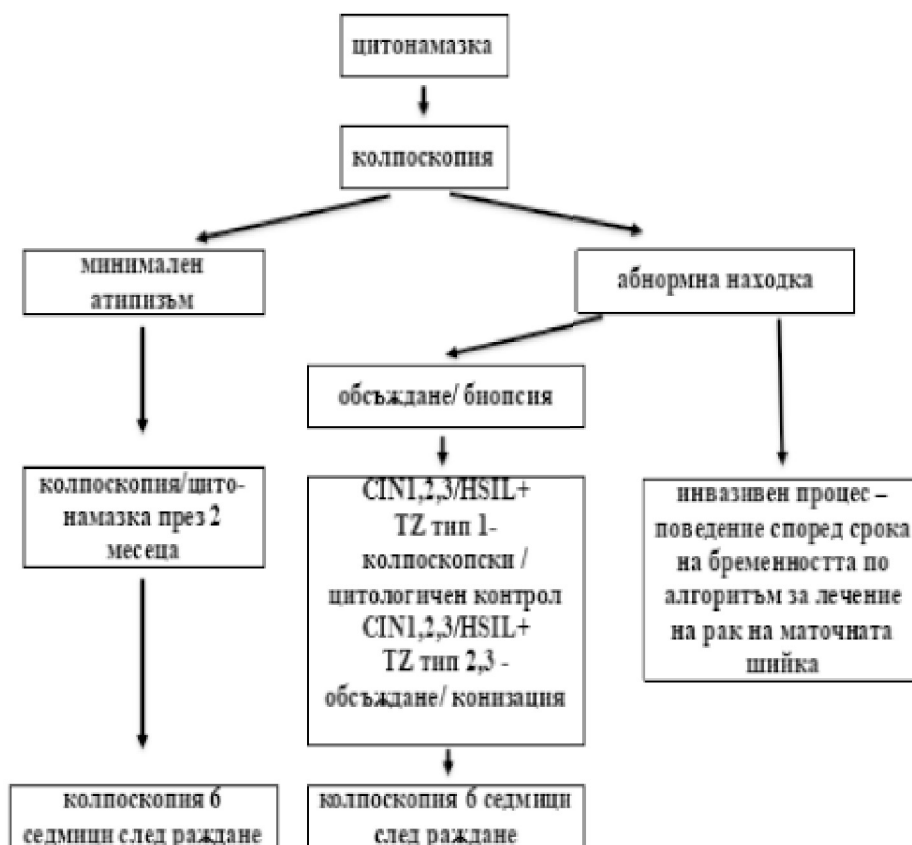 цитонамазка
колпоскопия
минимален
атипизъм
абнормна находка
обсъждане/ биопсия
колпоскопия/цито-
намазка през 2
месеца
CIN1,2,3/HSIL+
TZ тип 1-
колпоскопски /
цитологичен контрол
CIN1,2,3/HSIL+
TZ тип 2,3 -
обсъждане/ конизация
инвазивен процес –
поведение според срока
на бременността по
алгоритъм за лечение
на рак на маточната
шийка
колпоскопия 6
седмици след раждане
колпоскопия 6 седмици
след раждане